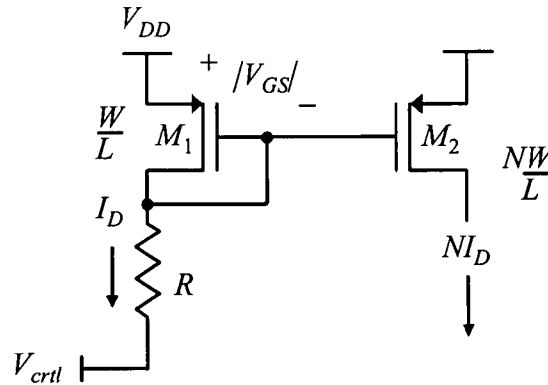 V_DD
+
|V_GS|
−
W
L
M_1
M_2
NW
L
I_D
R
NI_D
V_crtl